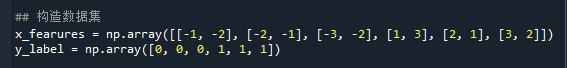 ## 构造数据集
x_fearures = np.array([[-1, -2], [-2, -1], [-3, -2], [1, 3], [2, 1], [3, 2]])
y_label = np.array([0, 0, 0, 1, 1, 1])